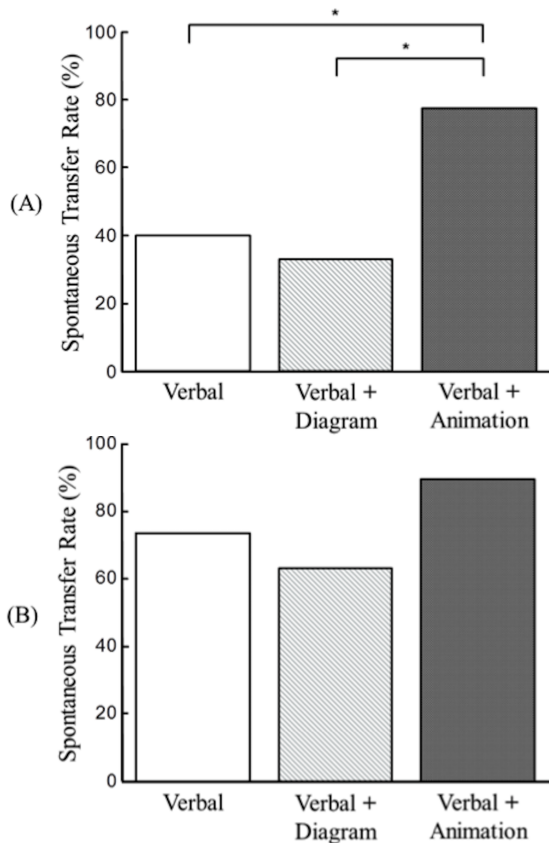 *
*
100
80
60
40
20
0
Spontaneous Transfer Rate (%)
(A)
Verbal
Verbal +
Diagram
Verbal +
Animation
100
80
60
40
20
0
Spontaneous Transfer Rate (%)
(B)
Verbal
Verbal +
Diagram
Verbal +
Animation